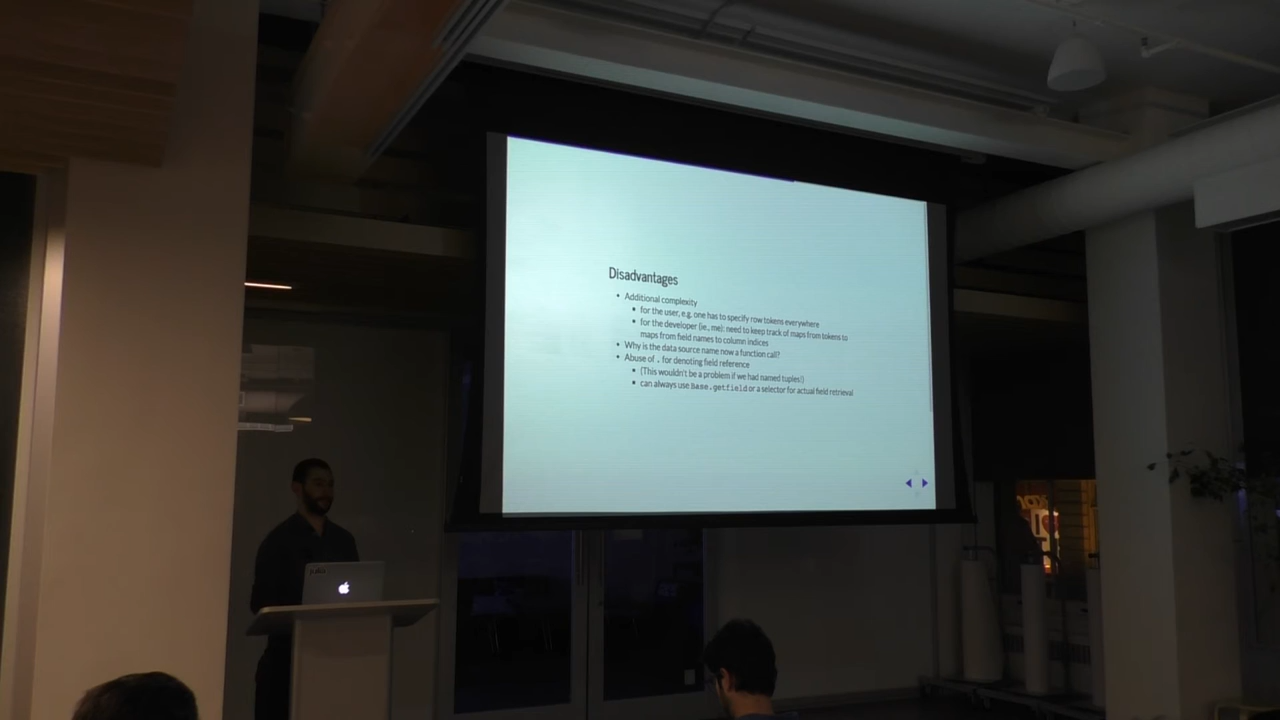 Disadvantages
• Additional complexity
• for the user, e.g. one has to specify row tokens everywhere
• for the developer (ie., me): need to keep track of maps from tokens to
maps from field names to column indices
• Why is the data source name now a function call?
• Abuse of . for denoting field reference
• (This wouldn't be a problem if we had named tuples!)
• can always use Base.getfield or a selector for actual field retrieval
julia